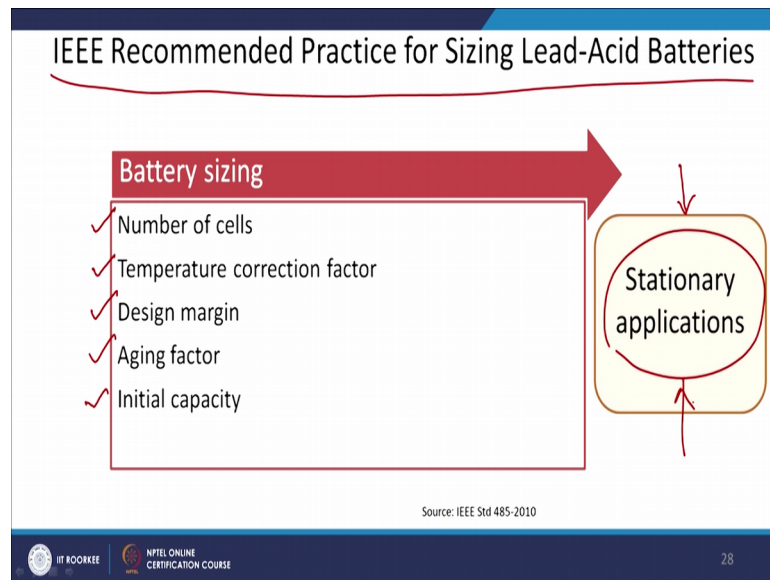 IEEE Recommended Practice for Sizing Lead-Acid Batteries
Battery sizing
Number of cells
Temperature correction factor
Design margin
Aging factor
Initial capacity
Stationary
applications
Source: IEEE Std 485-2010
IIT ROORKEE
NPTEL ONLINE
CERTIFICATION COURSE
28